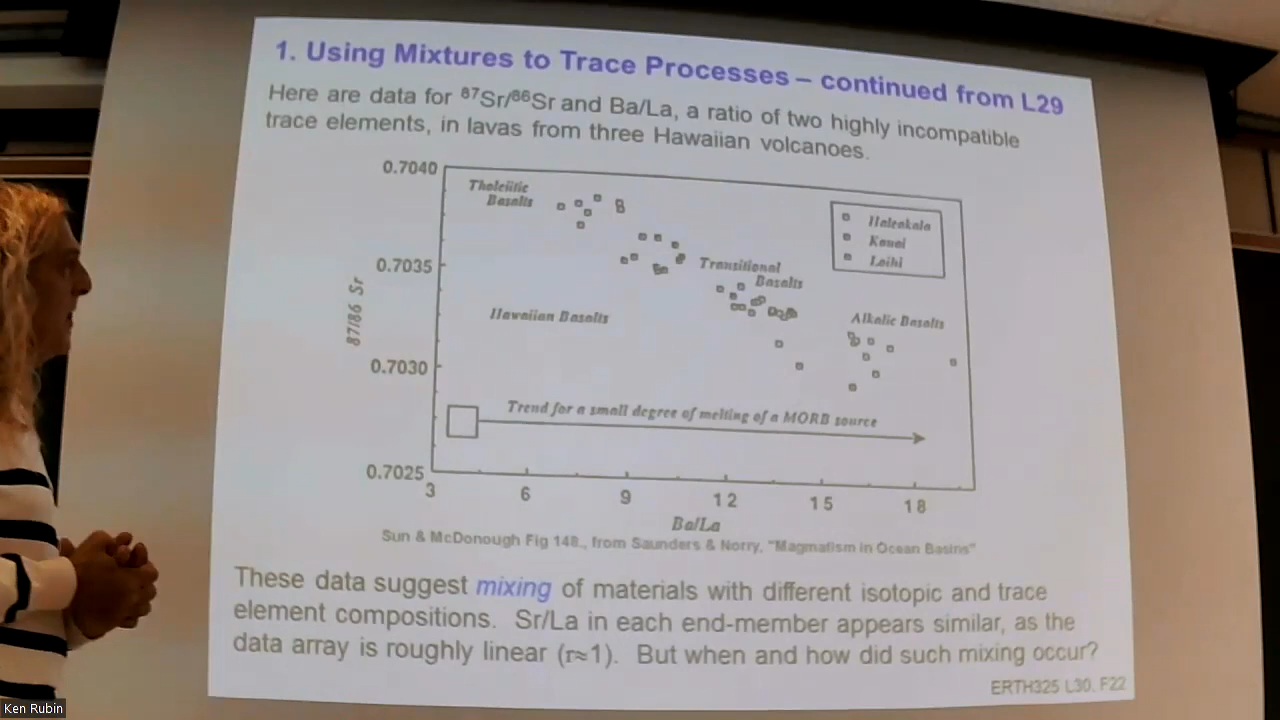 1. Using Mixtures to Trace Processes – continued from L29
Here are data for ⁸⁷Sr/⁸⁶Sr and Ba/La, a ratio of two highly incompatible
trace elements, in lavas from three Hawaiian volcanoes.
0.7040
0.7035
0.7030
0.7025
87/86 Sr
Tholeiitic
Basalts
Transitional
Basalts
Haleakala
Kauai
Loihi
Hawaiian Basalts
Alkalic Basalts
Trend for a small degree of melting of a MORB source
3 6 9 12 15 18
Ba/La
Sun & McDonough Fig 14B., from Saunders & Norry, "Magmatism in Ocean Basins"
These data suggest mixing of materials with different isotopic and trace
element compositions. Sr/La in each end-member appears similar, as the
data array is roughly linear (r≈1). But when and how did such mixing occur?
ERTH325 L30, F22
Ken Rubin